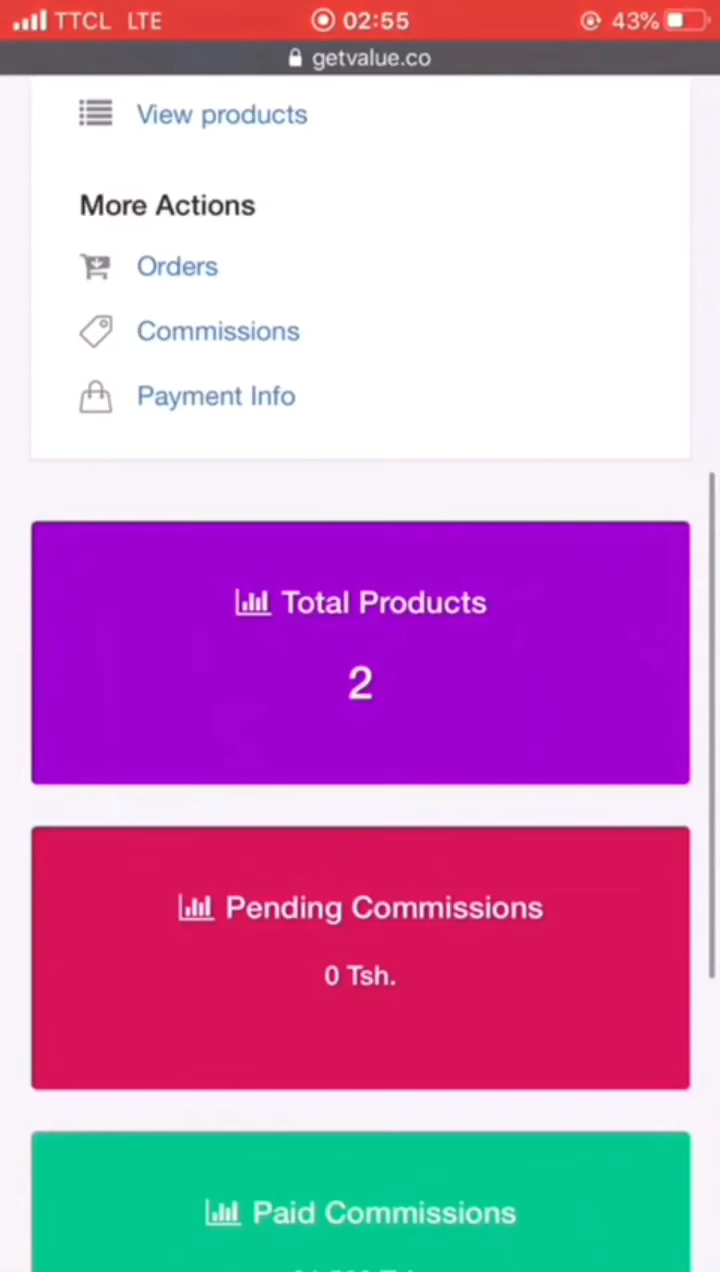 TTCL LTE 02:55 43%
getvalue.co
View products
More Actions
Orders
Commissions
Payment Info
Total Products
2
Pending Commissions
0 Tsh.
Paid Commissions